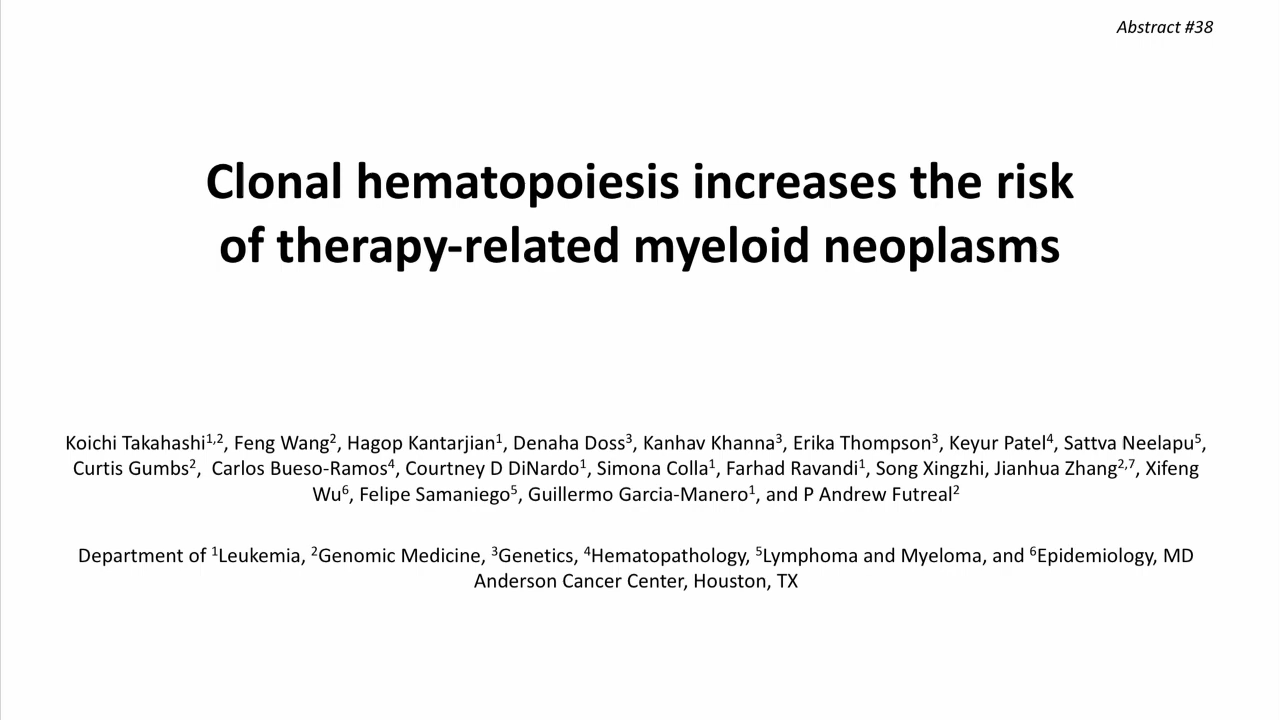 Abstract #38
Clonal hematopoiesis increases the risk
of therapy-related myeloid neoplasms
Koichi Takahashi1,2, Feng Wang2, Hagop Kantarjian1, Denaha Doss3, Kanhav Khanna3, Erika Thompson3, Keyur Patel4, Sattva Neelapu5,
Curtis Gumbs2, Carlos Bueso-Ramos4, Courtney D DiNardo1, Simona Colla1, Farhad Ravandi1, Song Xingzhi, Jianhua Zhang2,7, Xifeng
Wu6, Felipe Samaniego5, Guillermo Garcia-Manero1, and P Andrew Futreal2
Department of 1Leukemia, 2Genomic Medicine, 3Genetics, 4Hematopathology, 5Lymphoma and Myeloma, and 6Epidemiology, MD
Anderson Cancer Center, Houston, TX